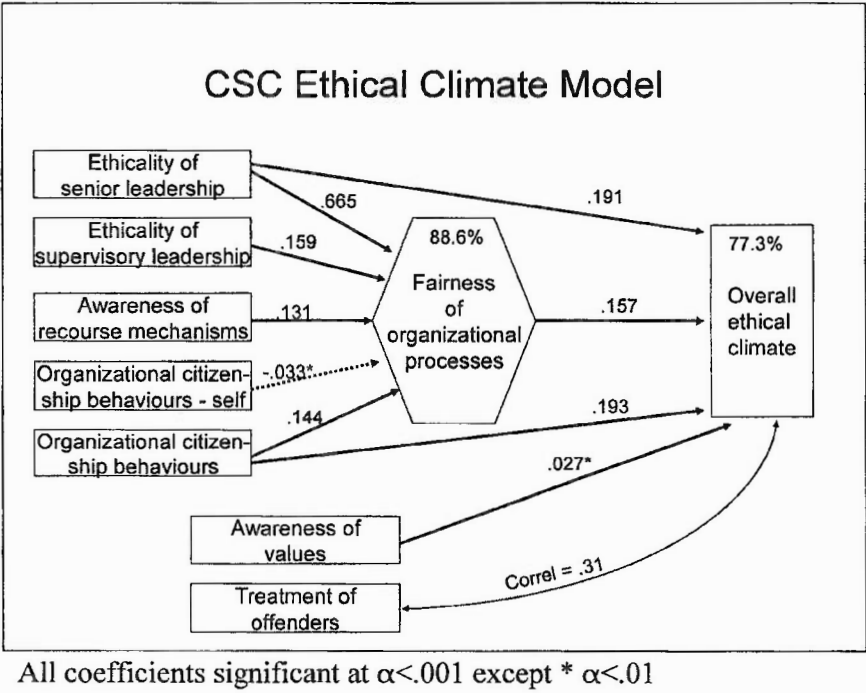 CSC Ethical Climate Model
Ethicality of
senior leadership
.665
.191
Ethicality of
supervisory leadership
.159
88.6%
Fairness
of
organizational
processes
77.3%
Overall
ethical
climate
Awareness of
recourse mechanisms
.131
.157
Organizational citizen-
ship behaviours - self
-.033*
Organizational citizen-
ship behaviours
.144
.193
.027*
Awareness of
values
Correl = .31
Treatment of
offenders
All coefficients significant at α<.001 except * α<.01